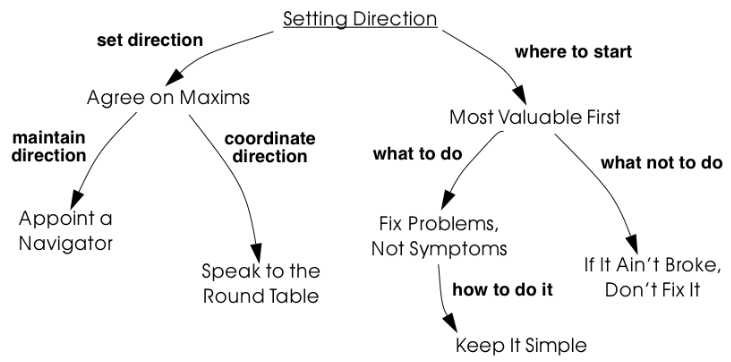 Setting Direction
set direction
where to start
Agree on Maxims
Most Valuable First
maintain
direction
coordinate
direction
what to do
what not to do
Appoint a
Navigator
Speak to the
Round Table
Fix Problems,
Not Symptoms
If It Ain't Broke,
Don't Fix It
how to do it
Keep It Simple